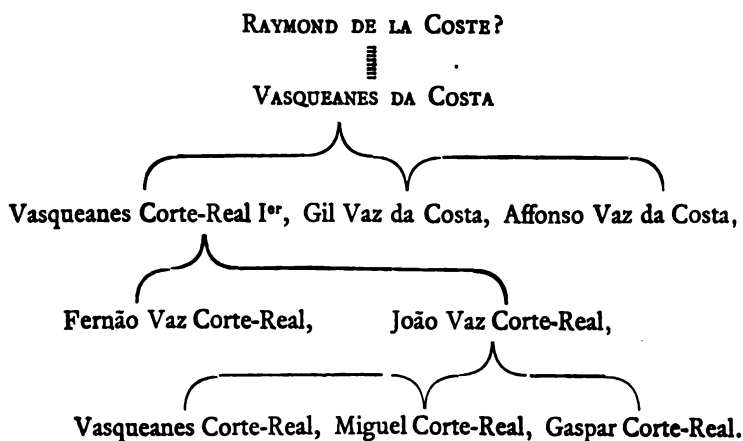 RAYMOND DE LA COSTE?
VASQUEANES DA COSTA
Vasqueanes Corte-Real Iᵉʳ, Gil Vaz da Costa, Affonso Vaz da Costa,
Fernão Vaz Corte-Real, João Vaz Corte-Real,
Vasqueanes Corte-Real, Miguel Corte-Real, Gaspar Corte-Real.